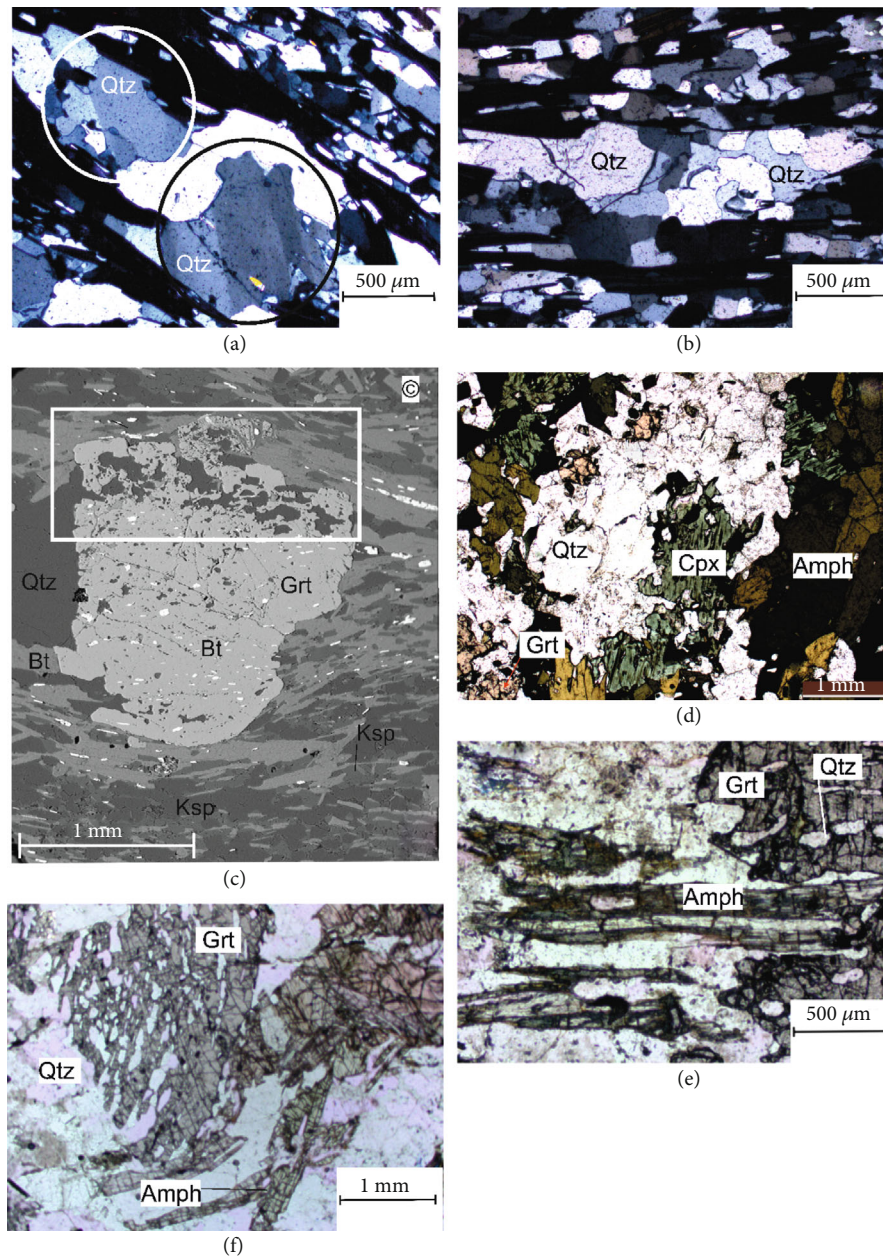 Qtz
Qtz
500 μm
(a)
Qtz
Qtz
500 μm
(b)
©
Qtz
Grt
Bt
Bt
Ksp
Ksp
1 mm
(c)
Qtz
Cpx
Amph
Grt
1 mm
(d)
Grt
Qtz
Amph
500 μm
(e)
Grt
Qtz
Amph
1 mm
(f)